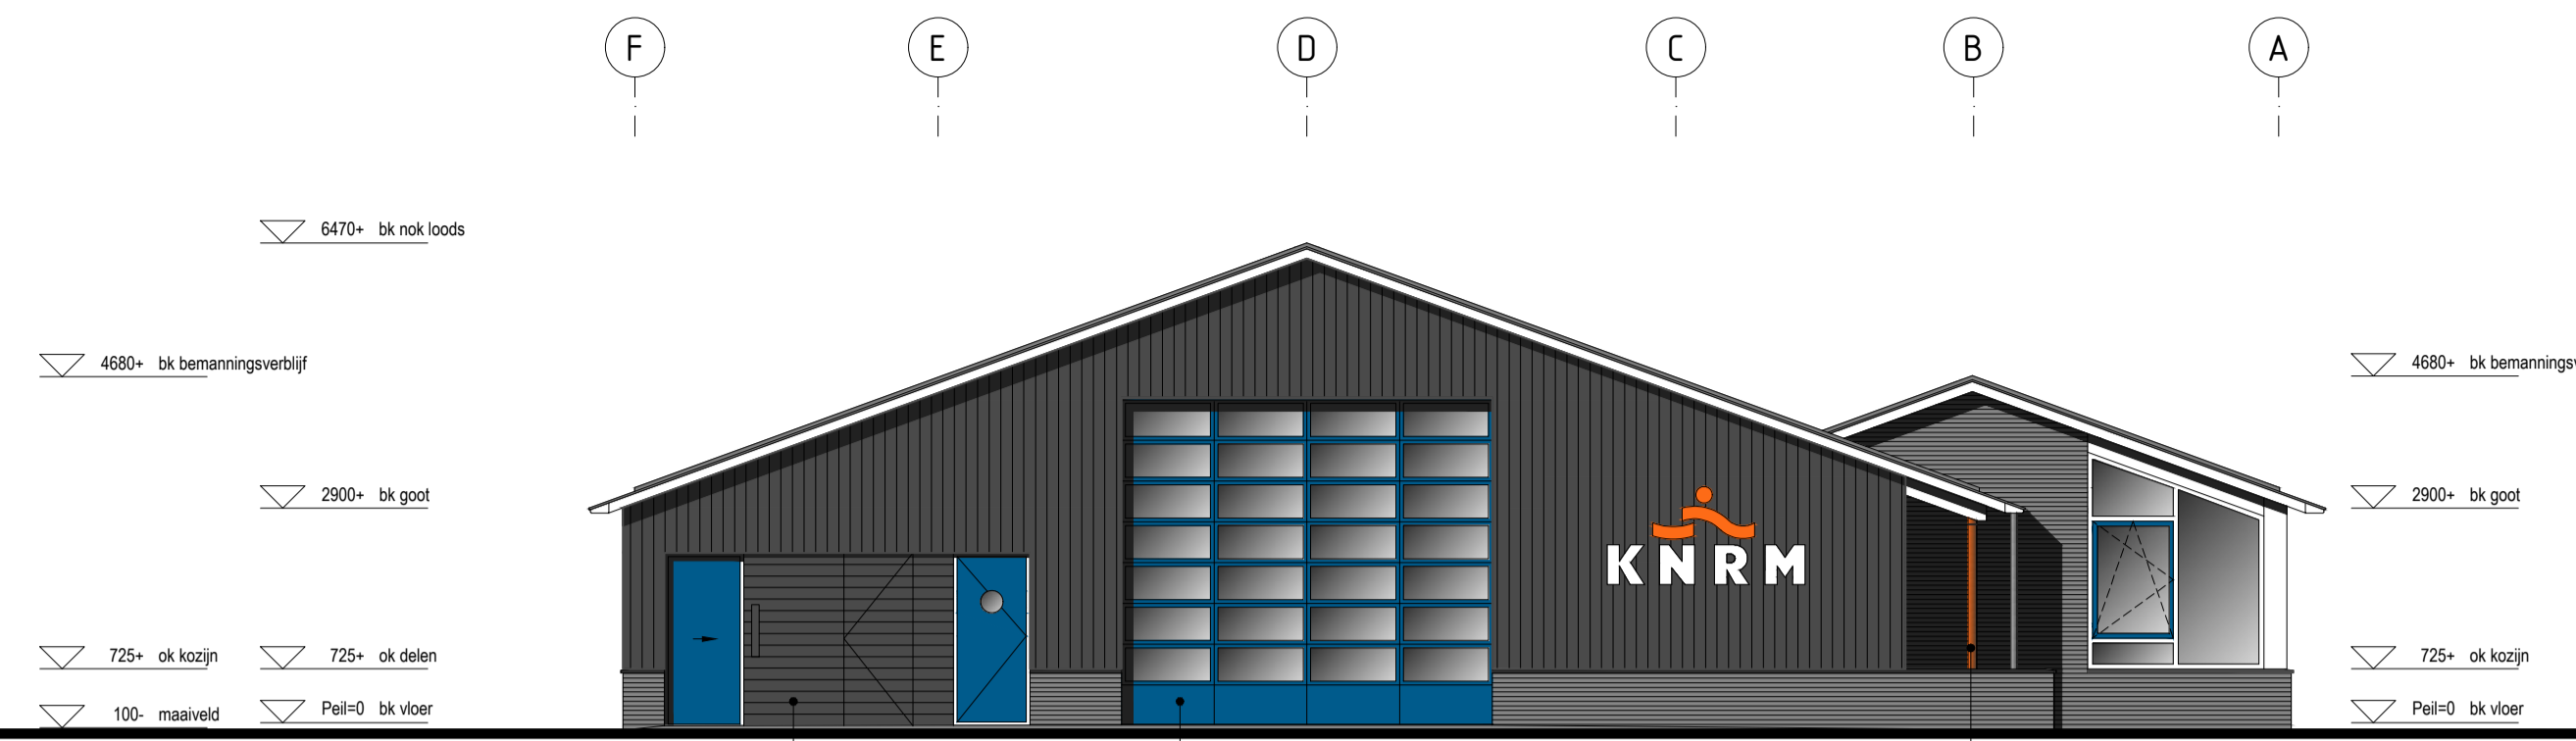 F E D C B A
6470+ bk nok loods
4680+ bk bemanningsverblijf
4680+ bk bemanningsv
2900+ bk goot
2900+ bk goot
KNRM
725+ ok kozijn
725+ ok delen
725+ ok kozijn
100- maaiveld
Peil=0 bk vloer
Peil=0 bk vloer